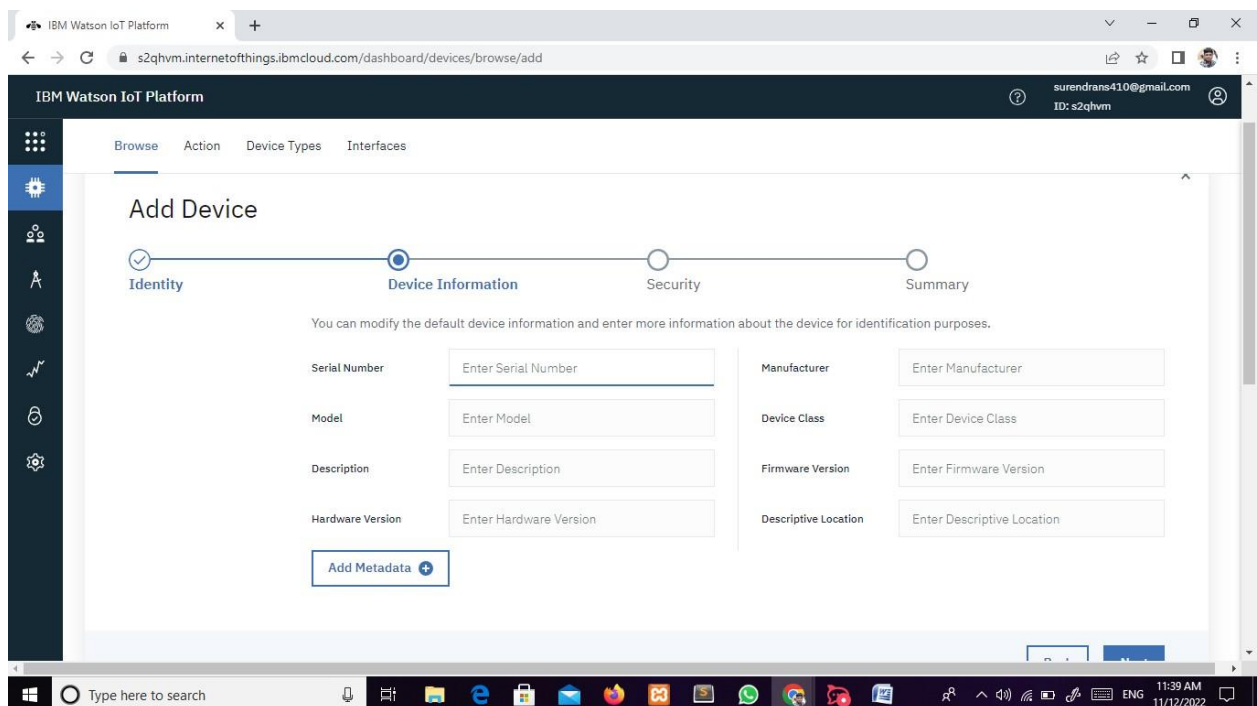 IBM Watson IoT Platform
s2qhvm.internetofthings.ibmcloud.com/dashboard/devices/browse/add
IBM Watson IoT Platform
surendrans410@gmail.com
ID: s2qhvm
Browse Action Device Types Interfaces
Add Device
Identity Device Information Security Summary
You can modify the default device information and enter more information about the device for identification purposes.
Serial Number Enter Serial Number Manufacturer Enter Manufacturer
Model Enter Model Device Class Enter Device Class
Description Enter Description Firmware Version Enter Firmware Version
Hardware Version Enter Hardware Version Descriptive Location Enter Descriptive Location
Add Metadata
Type here to search
ENG
11:39 AM
11/12/2022